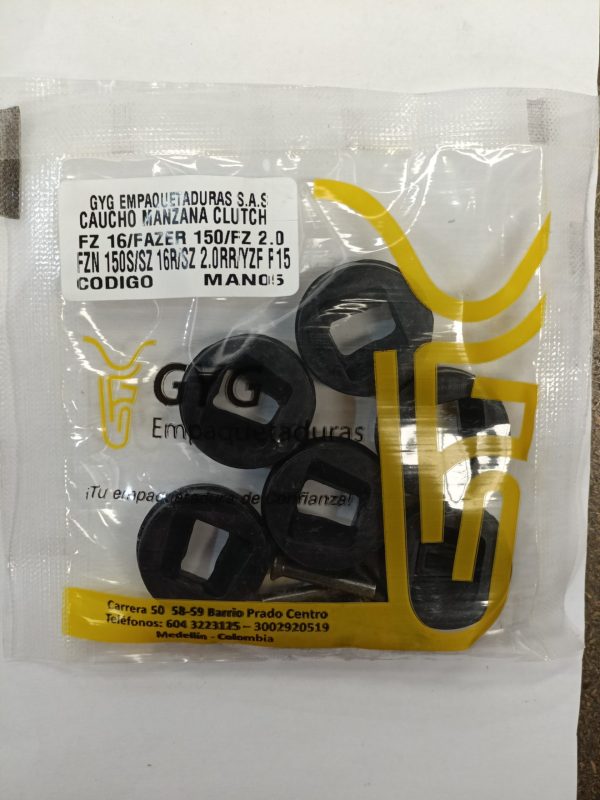 GYG EMPAQUETADURAS S.A.S
CAUCHO MANZANA CLUTCH
FZ 16/FAZER 150/FZ 2.0
FZN 150S/SZ 16R/SZ 2.0RR/YZF F15
CODIGO MAN05
GYG
Empaquetaduras
¡Tu empaquetadura de Confianza!
Carrera 50 58-59 Barrio Prado Centro
Teléfonos: 604 3223125 - 3002920519
Medellín - Colombia